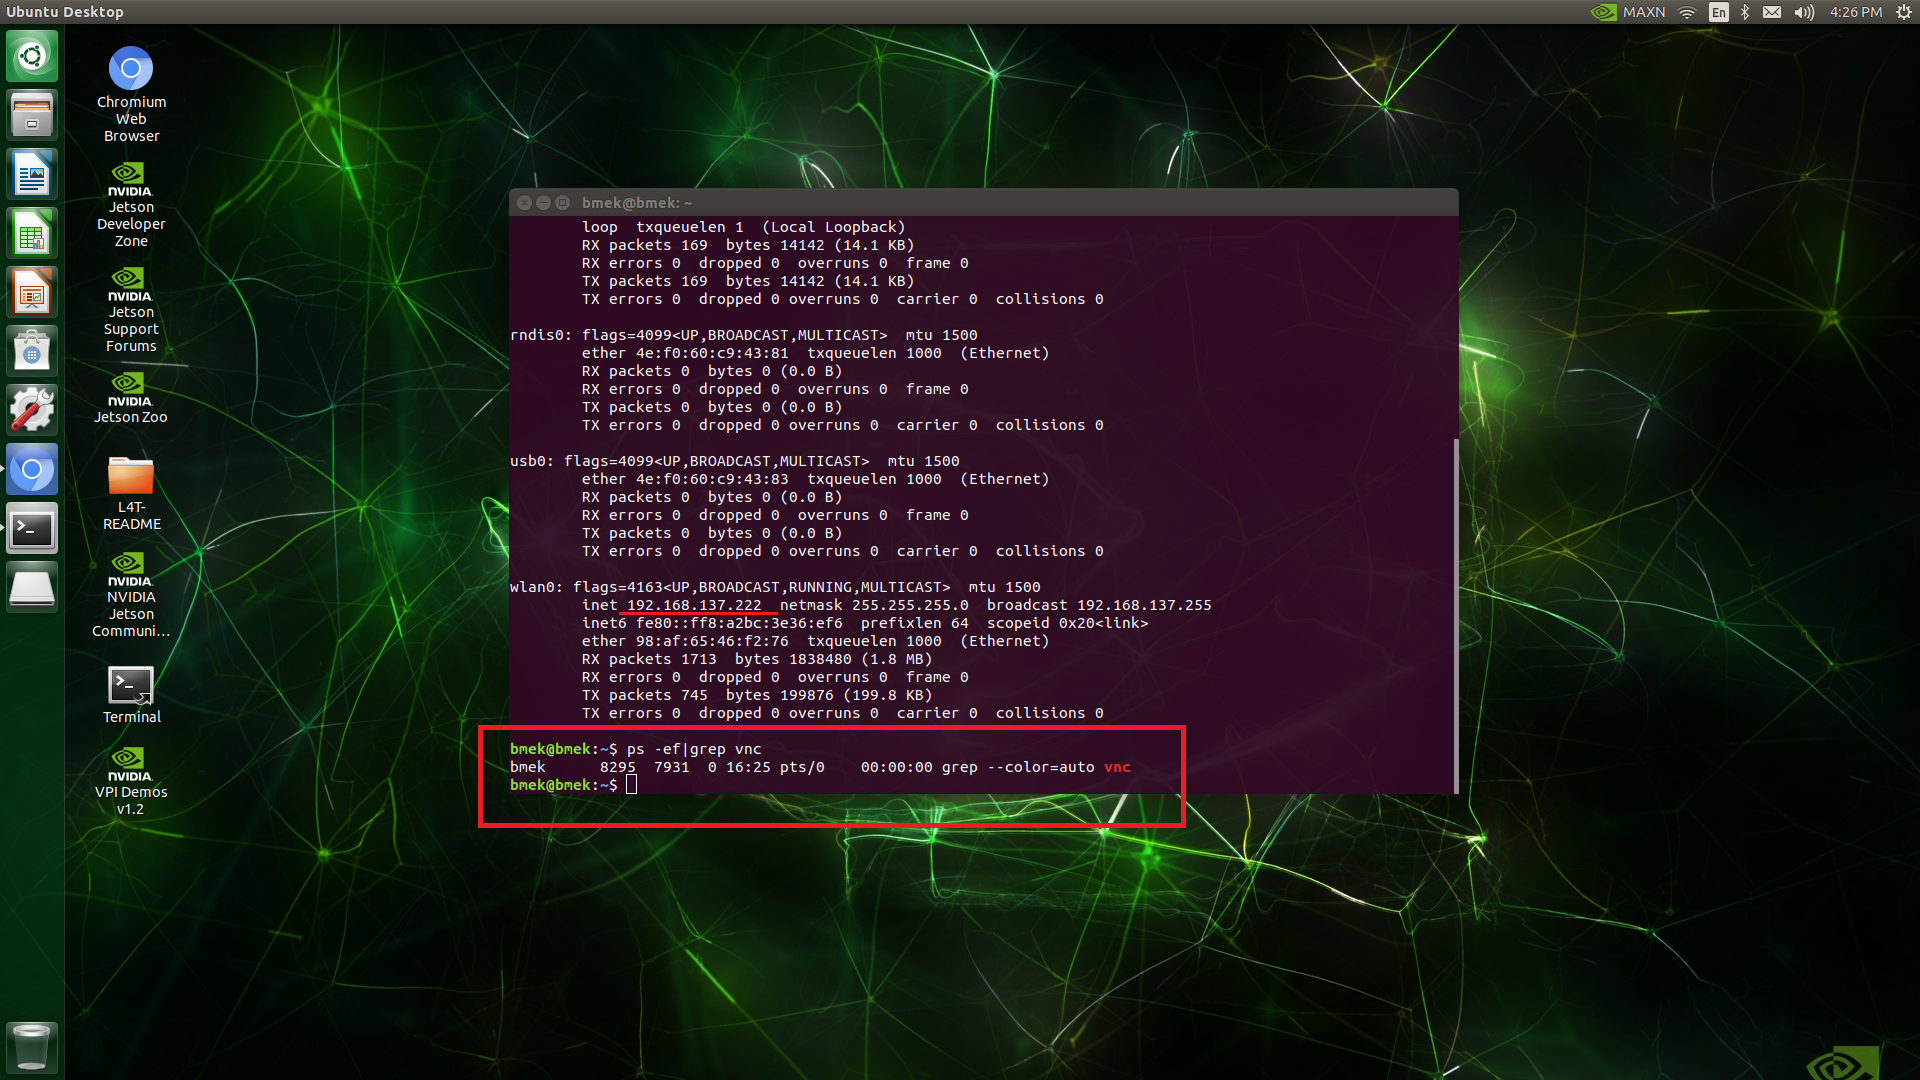 Ubuntu Desktop
MAXN
En
4:26 PM
Chromium
Web
Browser
NVIDIA.
Jetson
Developer
Zone
NVIDIA.
Jetson
Support
Forums
NVIDIA.
Jetson Zoo
L4T-
README
NVIDIA.
NVIDIA
Jetson
Communi...
Terminal
NVIDIA.
VPI Demos
v1.2
bmek@bmek: ~
loop  txqueuelen 1  (Local Loopback)
RX packets 169  bytes 14142 (14.1 KB)
RX errors 0  dropped 0  overruns 0  frame 0
TX packets 169  bytes 14142 (14.1 KB)
TX errors 0  dropped 0 overruns 0  carrier 0  collisions 0
rndis0: flags=4099<UP,BROADCAST,MULTICAST>  mtu 1500
ether 4e:f0:60:c9:43:81  txqueuelen 1000  (Ethernet)
RX packets 0  bytes 0 (0.0 B)
RX errors 0  dropped 0  overruns 0  frame 0
TX packets 0  bytes 0 (0.0 B)
TX errors 0  dropped 0 overruns 0  carrier 0  collisions 0
usb0: flags=4099<UP,BROADCAST,MULTICAST>  mtu 1500
ether 4e:f0:60:c9:43:83  txqueuelen 1000  (Ethernet)
RX packets 0  bytes 0 (0.0 B)
RX errors 0  dropped 0  overruns 0  frame 0
TX packets 0  bytes 0 (0.0 B)
TX errors 0  dropped 0 overruns 0  carrier 0  collisions 0
wlan0: flags=4163<UP,BROADCAST,RUNNING,MULTICAST>  mtu 1500
inet 192.168.137.222  netmask 255.255.255.0  broadcast 192.168.137.255
inet6 fe80::ff8:a2bc:3e36:ef6  prefixlen 64  scopeid 0x20<link>
ether 98:af:65:46:f2:76  txqueuelen 1000  (Ethernet)
RX packets 1713  bytes 1838480 (1.8 MB)
RX errors 0  dropped 0  overruns 0  frame 0
TX packets 745  bytes 199876 (199.8 KB)
TX errors 0  dropped 0 overruns 0  carrier 0  collisions 0
bmek@bmek:~$ ps -ef|grep vnc
bmek      8295  7931  0 16:25 pts/0    00:00:00 grep --color=auto vnc
bmek@bmek:~$